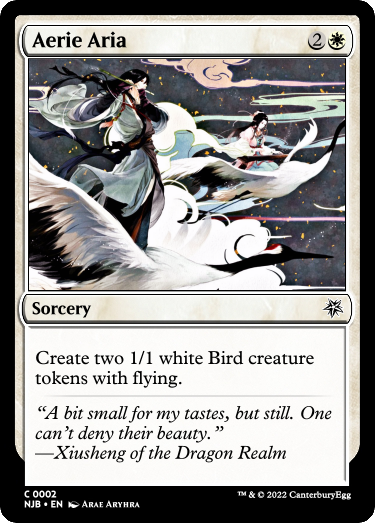 Aerie Aria 2
Sorcery
Create two 1/1 white Bird creature
tokens with flying.
“A bit small for my tastes, but still. One
can’t deny their beauty.”
—Xiusheng of the Dragon Realm
C 0002
NJB • EN Arae Aryhra
™ & © 2022 CanterburyEgg